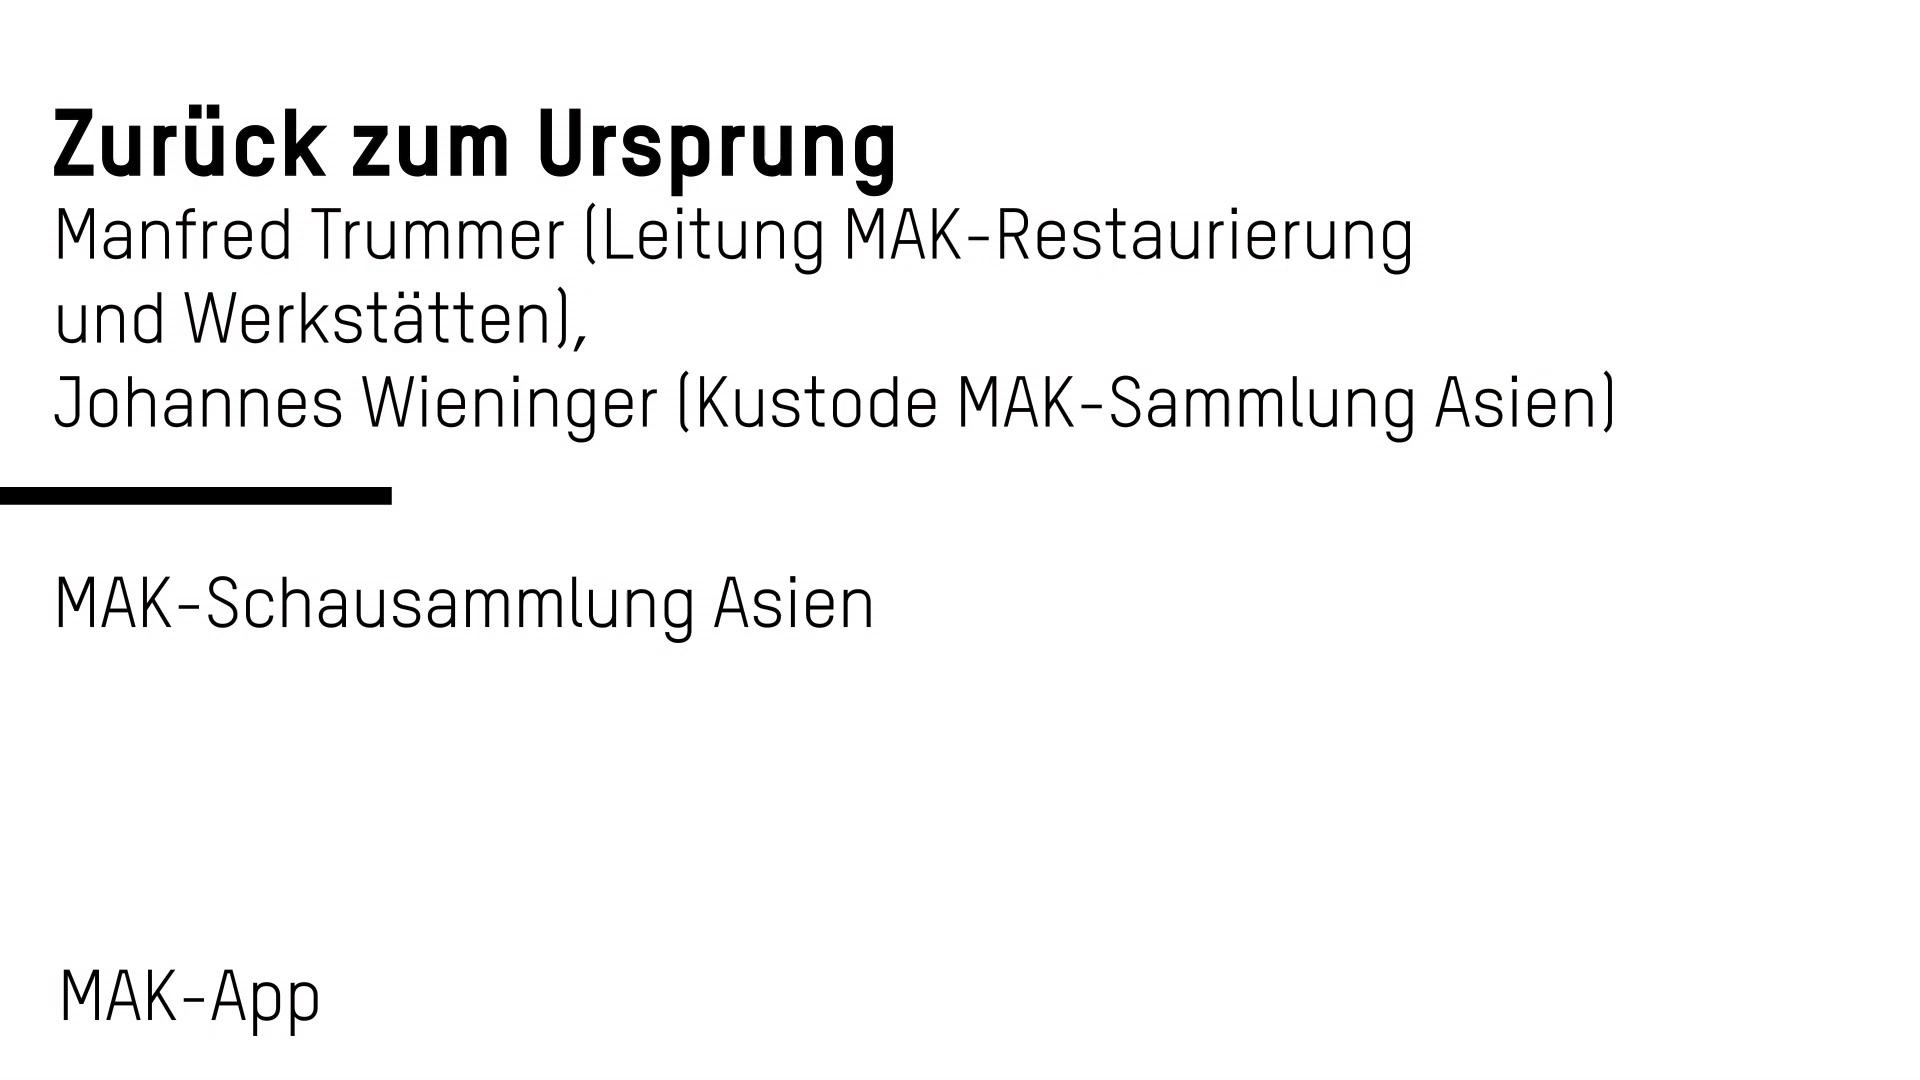 Zurück zum Ursprung
Manfred Trummer (Leitung MAK-Restaurierung
und Werkstätten),
Johannes Wieninger (Kustode MAK-Sammlung Asien)
MAK-Schausammlung Asien
MAK-App